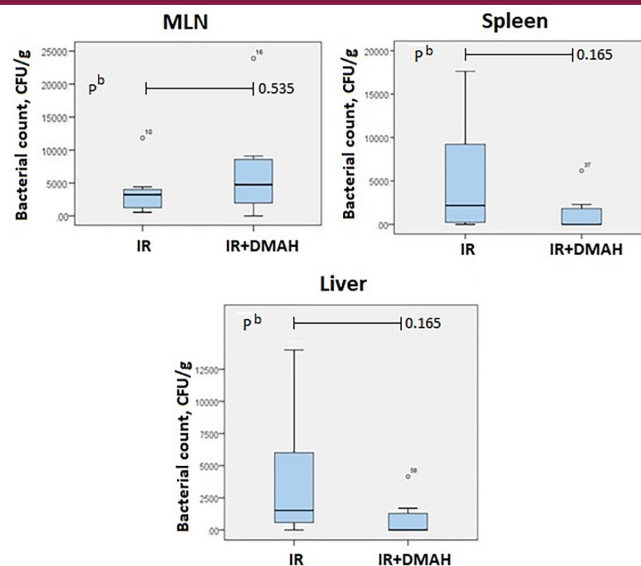 MLN
Bacterial count, CFU/g
25000
20000
15000
10000
5000
.00
P b
0.535
10
16
IR
IR+DMAH
Spleen
Bacterial count, CFU/g
20000
15000
10000
5000
.00
P b
0.165
37
IR
IR+DMAH
Liver
Bacterial count, CFU/g
12500
10000
7500
5000
2500
.00
P b
0.165
58
IR
IR+DMAH